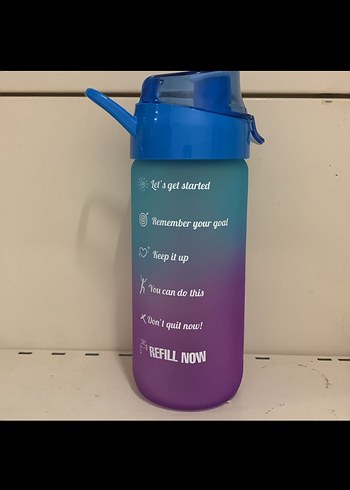 Let's get started
Remember your goal
Keep it up
You can do this
Don't quit now!
REFILL NOW